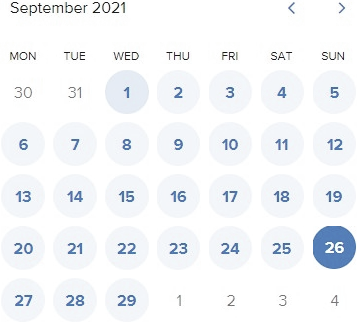 September 2021
MON TUE WED THU FRI SAT SUN
30 31 1 2 3 4 5
6 7 8 9 10 11 12
13 14 15 16 17 18 19
20 21 22 23 24 25 26
27 28 29 1 2 3 4